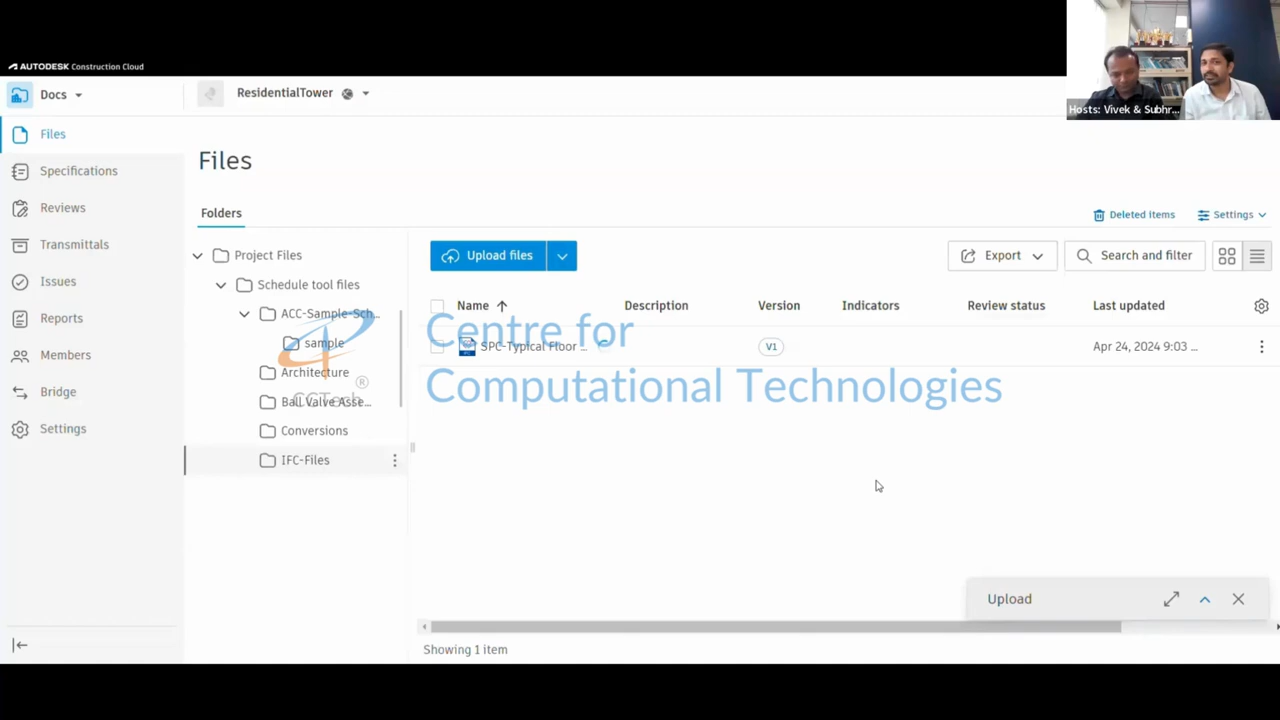 AUTODESK Construction Cloud
Docs
ResidentialTower
Hosts: Vivek & Subhr...
Files
Specifications
Reviews
Transmittals
Issues
Reports
Members
Bridge
Settings
Files
Folders
Deleted items
Settings
Project Files
Schedule tool files
ACC-Sample-Sch...
sample
Architecture
Ball Valve Asse...
Conversions
IFC-Files
CCTech
®
Upload files
Export
Search and filter
Name
Description
Version
Indicators
Review status
Last updated
SPC-Typical Floor ...
V1
Apr 24, 2024 9:03 ...
Centre for
Computational Technologies
Upload
Showing 1 item